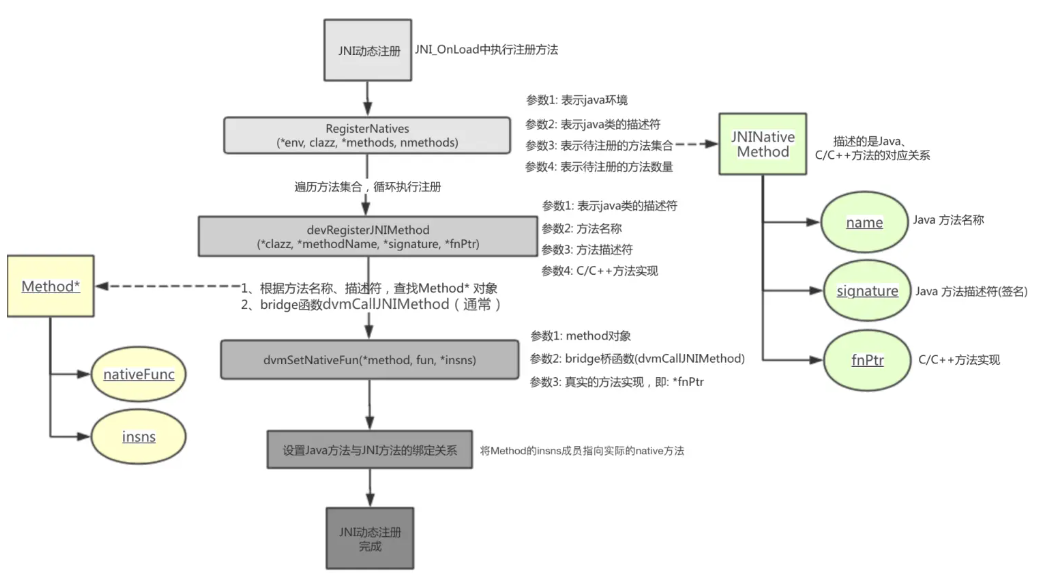 JNI动态注册
JNI_OnLoad中执行注册方法
RegisterNatives
(*env, clazz, *methods, nmethods)
参数1: 表示java环境
参数2: 表示java类的描述符
参数3: 表示待注册的方法集合
参数4: 表示待注册的方法数量
JNINative
Method
描述的是Java、
C/C++方法的对应关系
name
Java 方法名称
signature
Java 方法描述符(签名)
fnPtr
C/C++方法实现
遍历方法集合，循环执行注册
devRegisterJNIMethod
(*clazz, *methodName, *signature, *fnPtr)
参数1: 表示java类的描述符
参数2: 方法名称
参数3: 方法描述符
参数4: C/C++方法实现
Method*
nativeFunc
insns
1、根据方法名称、描述符，查找Method* 对象
2、bridge函数dvmCallJNIMethod（通常）
dvmSetNativeFun(*method, fun, *insns)
参数1: method对象
参数2: bridge桥函数(dvmCallJNIMethod)
参数3: 真实的方法实现，即: *fnPtr
设置Java方法与JNI方法的绑定关系
将Method的insns成员指向实际的native方法
JNI动态注册
完成